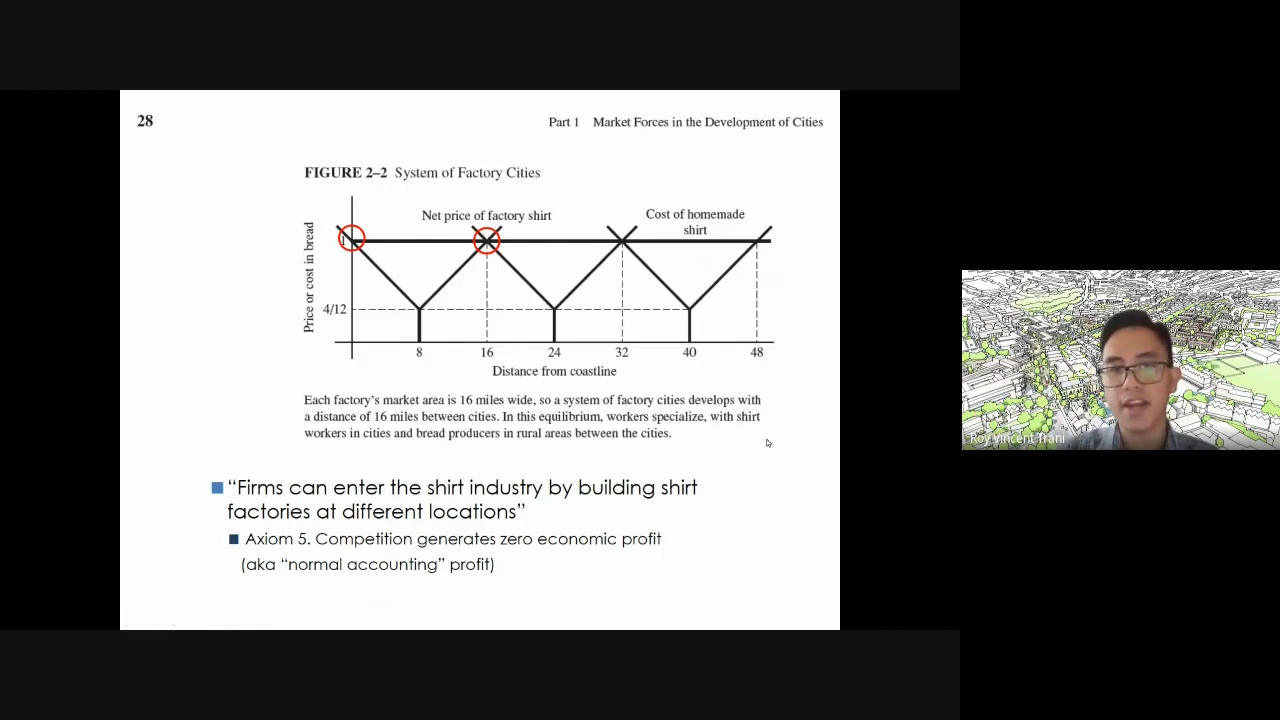 28
Part 1 Market Forces in the Development of Cities
FIGURE 2–2 System of Factory Cities
Net price of factory shirt
Cost of homemade
shirt
Price or cost in bread
1
4/12
8 16 24 32 40 48
Distance from coastline
Each factory's market area is 16 miles wide, so a system of factory cities develops with
a distance of 16 miles between cities. In this equilibrium, workers specialize, with shirt
workers in cities and bread producers in rural areas between the cities.
“Firms can enter the shirt industry by building shirt
factories at different locations”
Axiom 5. Competition generates zero economic profit
(aka “normal accounting” profit)
Roy Vincent Trani